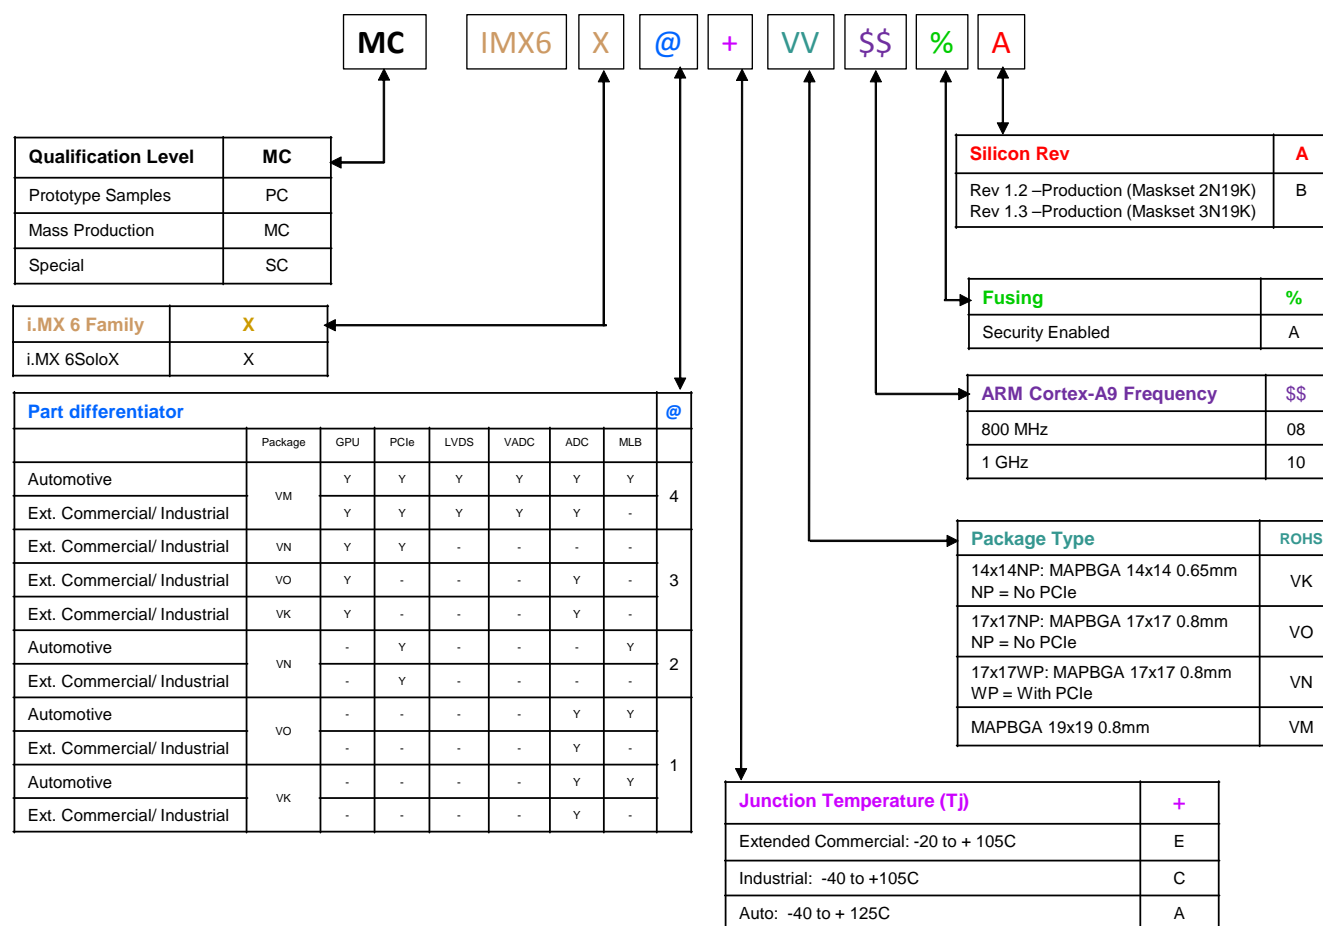 MC IMX6 X @ + VV $$ % A
Qualification Level MC
Prototype Samples PC
Mass Production MC
Special SC
i.MX 6 Family X
i.MX 6SoloX X
Part differentiator @
Package GPU PCIe LVDS VADC ADC MLB
Automotive VM Y Y Y Y Y Y 4
Ext. Commercial/ Industrial Y Y Y Y Y -
Ext. Commercial/ Industrial VN Y Y - - - - 3
Ext. Commercial/ Industrial VO Y - - - Y -
Ext. Commercial/ Industrial VK Y - - - Y -
Automotive VN - Y - - - Y 2
Ext. Commercial/ Industrial - Y - - - -
Automotive VO - - - - Y Y 1
Ext. Commercial/ Industrial - - - - Y -
Automotive VK - - - - Y Y
Ext. Commercial/ Industrial - - - - Y -
Silicon Rev A
Rev 1.2 –Production (Maskset 2N19K) B
Rev 1.3 –Production (Maskset 3N19K)
Fusing %
Security Enabled A
ARM Cortex-A9 Frequency $$
800 MHz 08
1 GHz 10
Package Type ROHS
14x14NP: MAPBGA 14x14 0.65mm VK
NP = No PCIe
17x17NP: MAPBGA 17x17 0.8mm VO
NP = No PCIe
17x17WP: MAPBGA 17x17 0.8mm VN
WP = With PCIe
MAPBGA 19x19 0.8mm VM
Junction Temperature (Tj) +
Extended Commercial: -20 to + 105C E
Industrial: -40 to +105C C
Auto: -40 to + 125C A